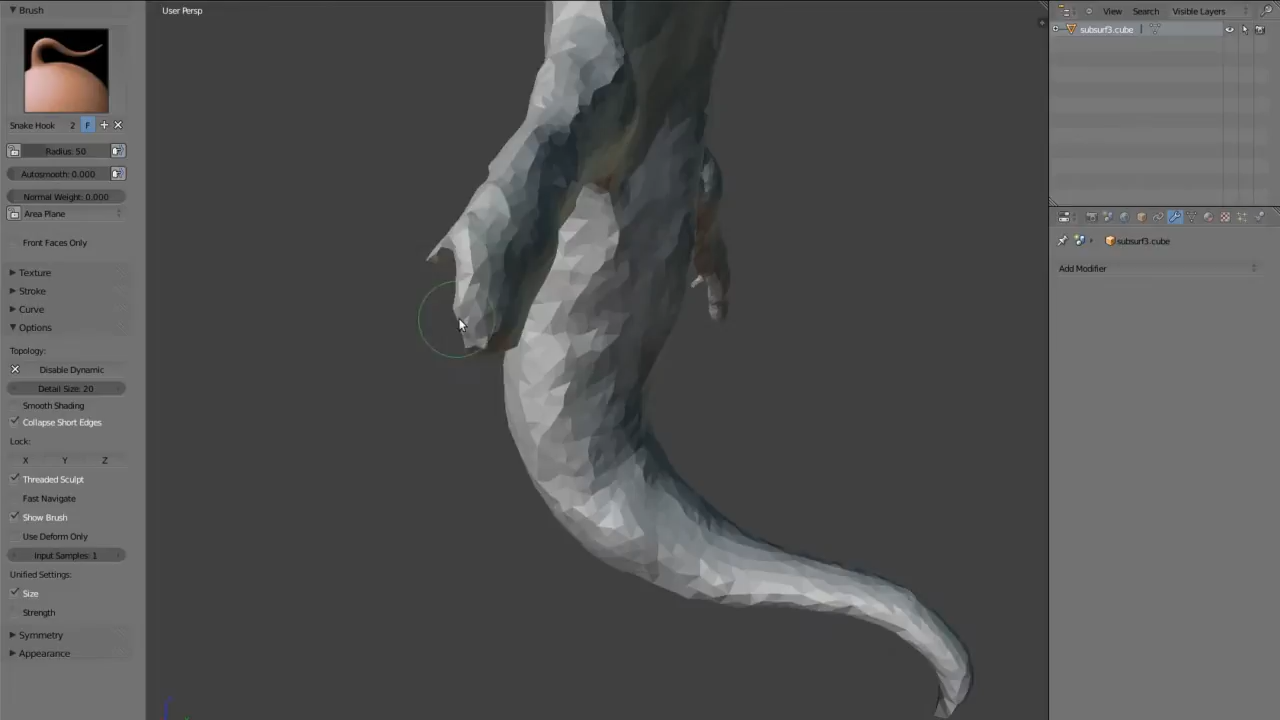 Brush
User Persp
View Search Visible Layers
subsurf3.cube
Snake Hook 2 F
Radius: 50
Autosmooth: 0.000
Normal Weight: 0.000
Area Plane
subsurf3.cube
Front Faces Only
Add Modifier
Texture
Stroke
Curve
Options
Topology:
Disable Dynamic
Detail Size: 20
Smooth Shading
Collapse Short Edges
Lock:
X Y Z
Threaded Sculpt
Fast Navigate
Show Brush
Use Deform Only
Input Samples: 1
Unified Settings:
Size
Strength
Symmetry
Appearance